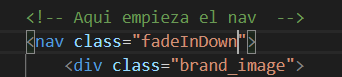 <!-- Aqui empieza el nav  -->
<nav class="fadeInDown">
<div class="brand_image">